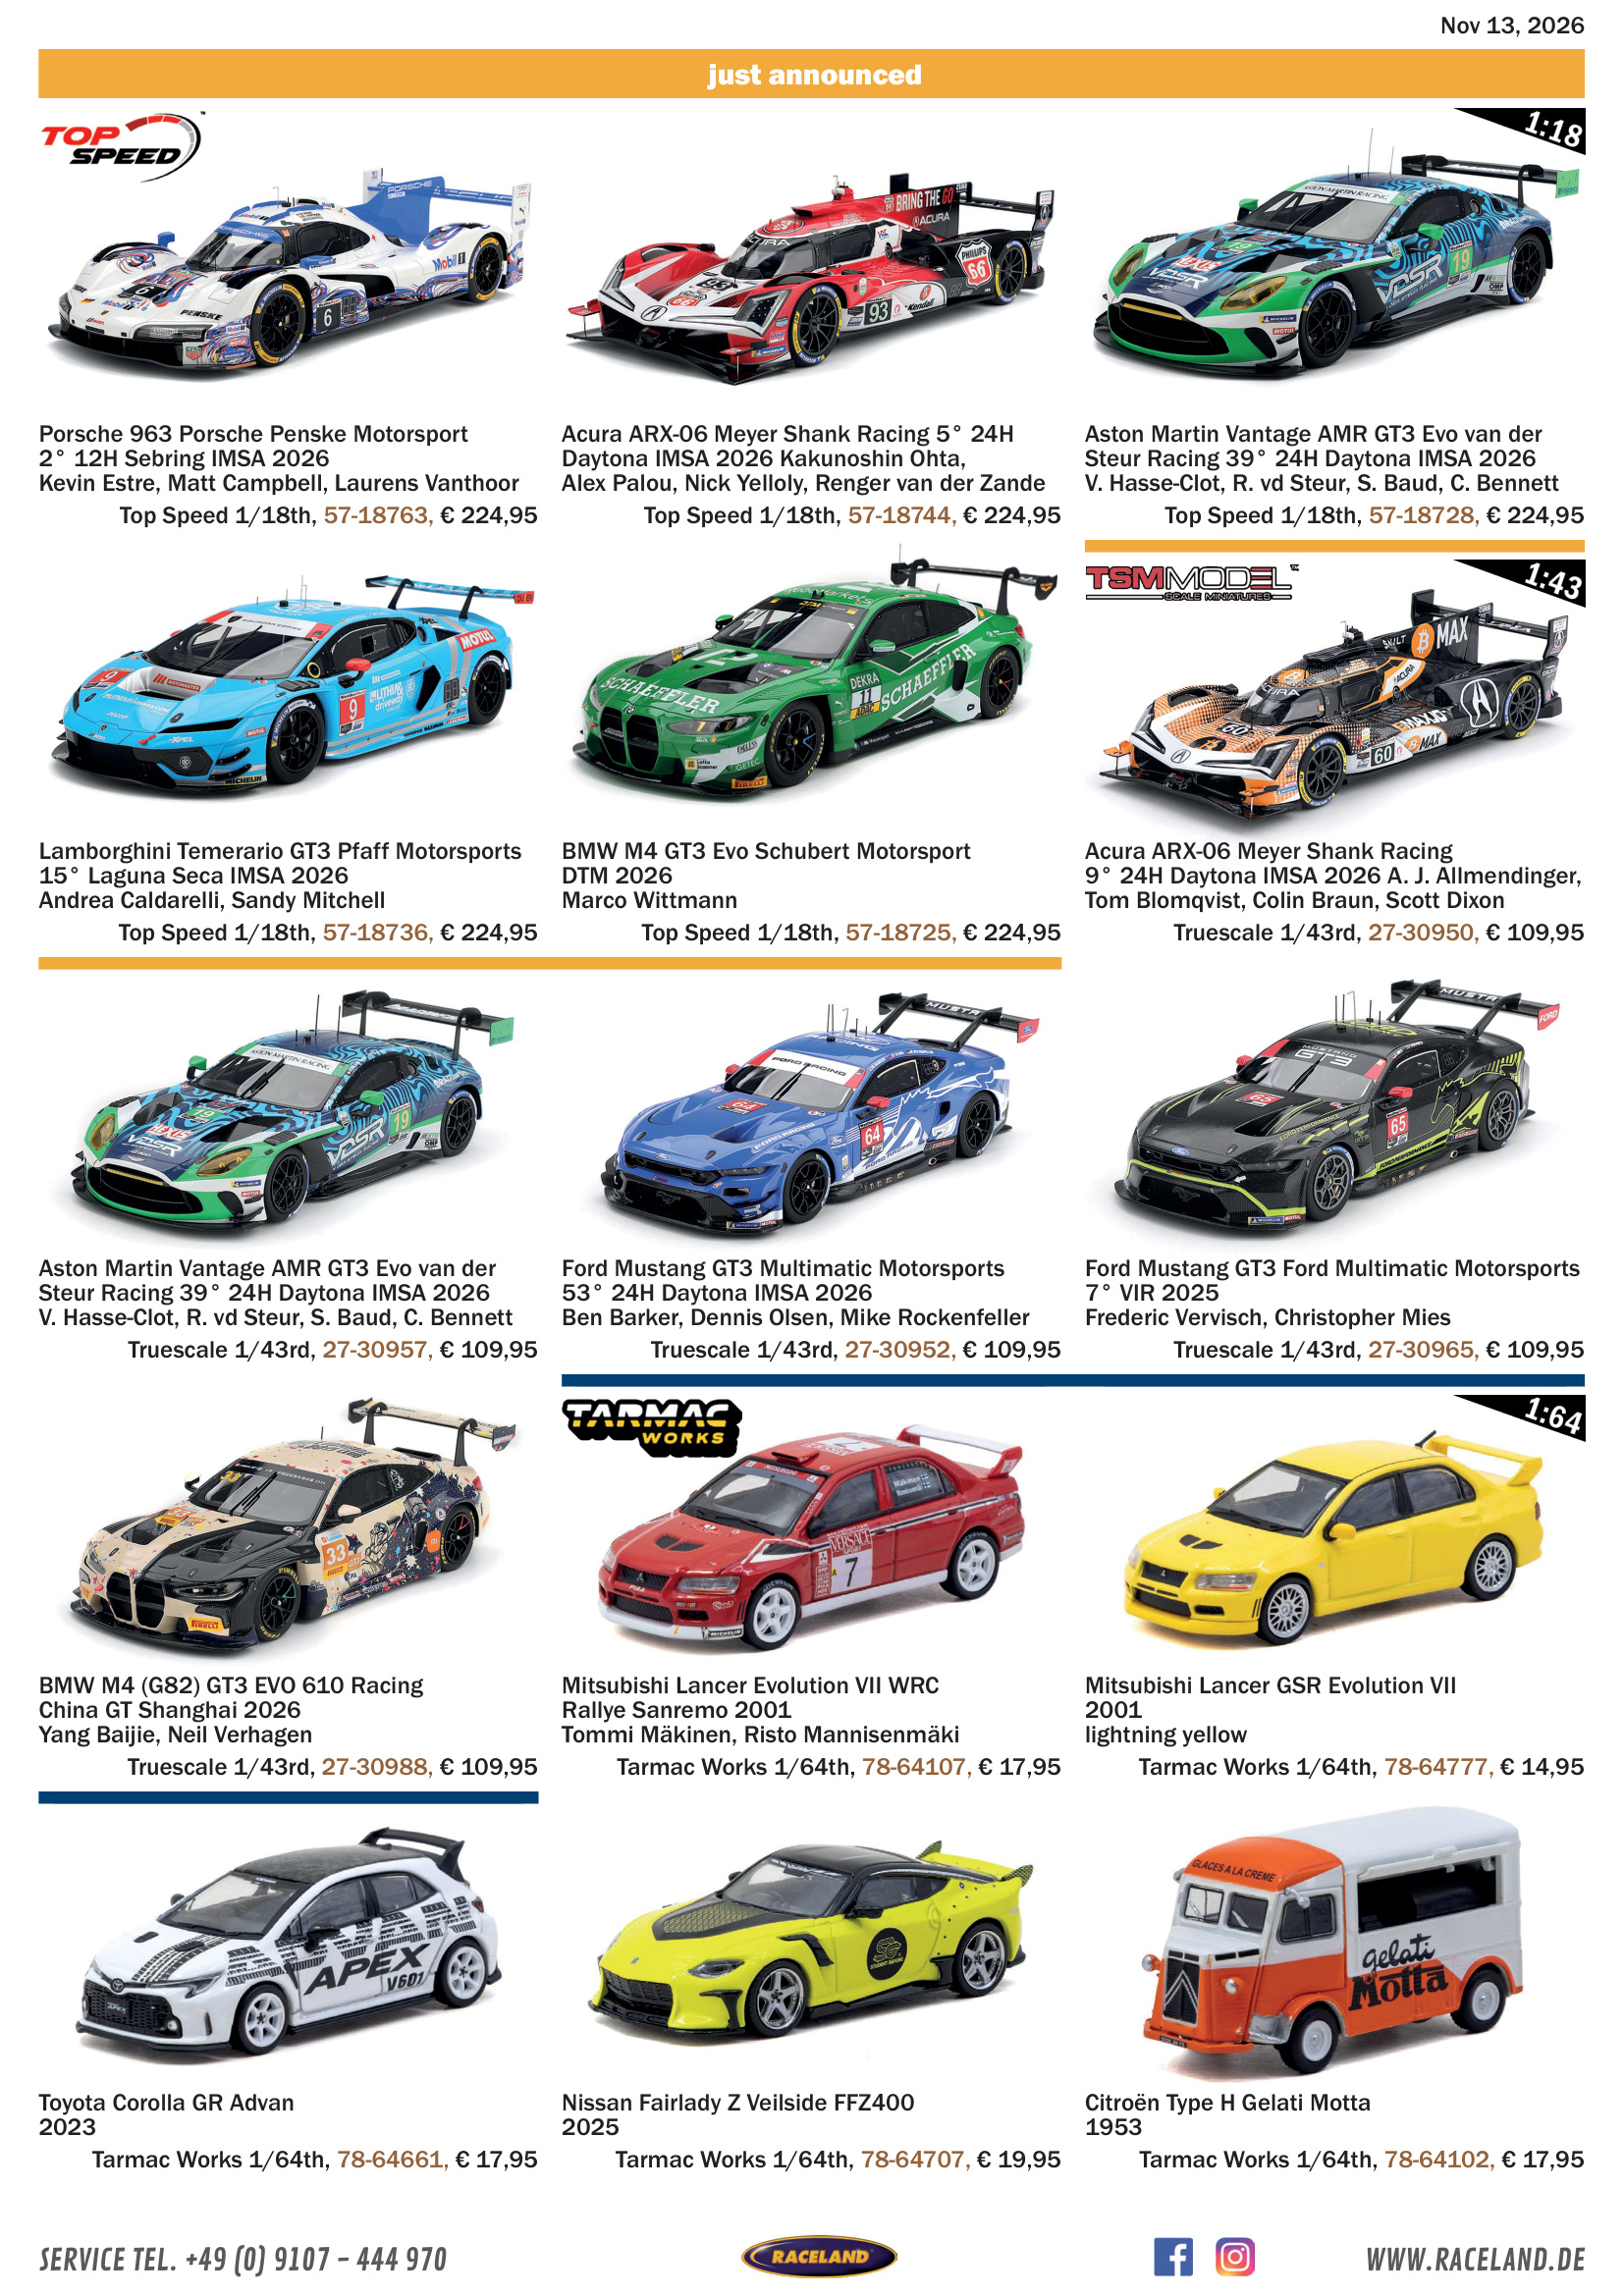 Nov 13, 2026
just announced
TOP SPEED
1:18
Porsche 963 Porsche Penske Motorsport
2° 12H Sebring IMSA 2026
Kevin Estre, Matt Campbell, Laurens Vanthoor
Top Speed 1/18th, 57-18763, € 224,95
Acura ARX-06 Meyer Shank Racing 5° 24H
Daytona IMSA 2026 Kakunoshin Ohta,
Alex Palou, Nick Yelloly, Renger van der Zande
Top Speed 1/18th, 57-18744, € 224,95
Aston Martin Vantage AMR GT3 Evo van der
Steur Racing 39° 24H Daytona IMSA 2026
V. Hasse-Clot, R. vd Steur, S. Baud, C. Bennett
Top Speed 1/18th, 57-18728, € 224,95
Lamborghini Temerario GT3 Pfaff Motorsports
15° Laguna Seca IMSA 2026
Andrea Caldarelli, Sandy Mitchell
Top Speed 1/18th, 57-18736, € 224,95
BMW M4 GT3 Evo Schubert Motorsport
DTM 2026
Marco Wittmann
Top Speed 1/18th, 57-18725, € 224,95
TSMMODEL
SCALE MINIATURES
1:43
Acura ARX-06 Meyer Shank Racing
9° 24H Daytona IMSA 2026 A. J. Allmendinger,
Tom Blomqvist, Colin Braun, Scott Dixon
Truescale 1/43rd, 27-30950, € 109,95
Aston Martin Vantage AMR GT3 Evo van der
Steur Racing 39° 24H Daytona IMSA 2026
V. Hasse-Clot, R. vd Steur, S. Baud, C. Bennett
Truescale 1/43rd, 27-30957, € 109,95
Ford Mustang GT3 Multimatic Motorsports
53° 24H Daytona IMSA 2026
Ben Barker, Dennis Olsen, Mike Rockenfeller
Truescale 1/43rd, 27-30952, € 109,95
Ford Mustang GT3 Ford Multimatic Motorsports
7° VIR 2025
Frederic Vervisch, Christopher Mies
Truescale 1/43rd, 27-30965, € 109,95
BMW M4 (G82) GT3 EVO 610 Racing
China GT Shanghai 2026
Yang Baijie, Neil Verhagen
Truescale 1/43rd, 27-30988, € 109,95
TARMAC
WORKS
Mitsubishi Lancer Evolution VII WRC
Rallye Sanremo 2001
Tommi Mäkinen, Risto Mannisenmäki
Tarmac Works 1/64th, 78-64107, € 17,95
1:64
Mitsubishi Lancer GSR Evolution VII
2001
lightning yellow
Tarmac Works 1/64th, 78-64777, € 14,95
APEX
V601
Toyota Corolla GR Advan
2023
Tarmac Works 1/64th, 78-64661, € 17,95
Nissan Fairlady Z Veilside FFZ400
2025
Tarmac Works 1/64th, 78-64707, € 19,95
GLACES A LA CREME
Gelati
Motta
Citroën Type H Gelati Motta
1953
Tarmac Works 1/64th, 78-64102, € 17,95
SERVICE TEL. +49 (0) 9107 - 444 970
RACELAND
WWW.RACELAND.DE